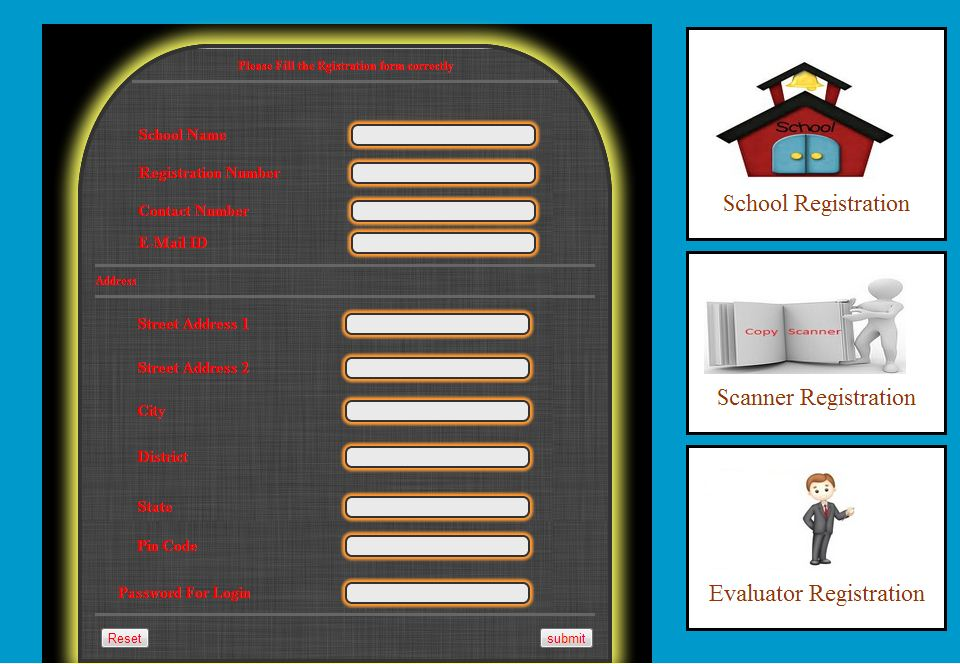 Please Fill the Rgistration form correctly
School Name
Registration Number
Contact Number
E-Mail ID
Address
Street Address 1
Street Address 2
City
District
State
Pin Code
Password For Login
Reset
submit
School
School Registration
Copy Scanner
Scanner Registration
Evaluator Registration